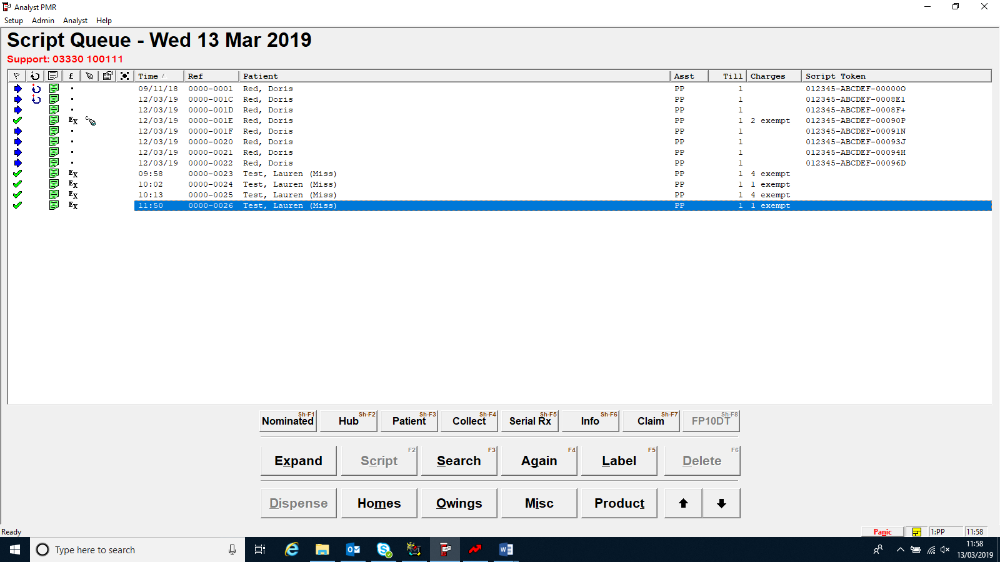 Analyst PMR
Setup Admin Analyst Help
Script Queue - Wed 13 Mar 2019
Support: 03330 100111
£ Time Ref Patient Asst Till Charges Script Token
09/11/18 0000-0001 Red, Doris PP 1 012345-ABCDEF-00000O
12/03/19 0000-001C Red, Doris PP 1 012345-ABCDEF-0008E1
12/03/19 0000-001D Red, Doris PP 1 012345-ABCDEF-0008F+
Ex 12/03/19 0000-001E Red, Doris PP 1 2 exempt 012345-ABCDEF-00090P
12/03/19 0000-001F Red, Doris PP 1 012345-ABCDEF-00091N
12/03/19 0000-0020 Red, Doris PP 1 012345-ABCDEF-00093J
12/03/19 0000-0021 Red, Doris PP 1 012345-ABCDEF-00094H
12/03/19 0000-0022 Red, Doris PP 1 012345-ABCDEF-00096D
Ex 09:58 0000-0023 Test, Lauren (Miss) PP 1 4 exempt
Ex 10:02 0000-0024 Test, Lauren (Miss) PP 1 1 exempt
Ex 10:13 0000-0025 Test, Lauren (Miss) PP 1 4 exempt
Ex 11:50 0000-0026 Test, Lauren (Miss) PP 1 1 exempt
Sh-F1 Sh-F2 Sh-F3 Sh-F4 Sh-F5 Sh-F6 Sh-F7 Sh-F8
Nominated Hub Patient Collect Serial Rx Info Claim FP10DT
F2 F3 F4 F5 F6
Expand Script Search Again Label Delete
Dispense Homes Owings Misc Product
Ready Panic 1:PP 11:58
Type here to search
11:58
13/03/2019